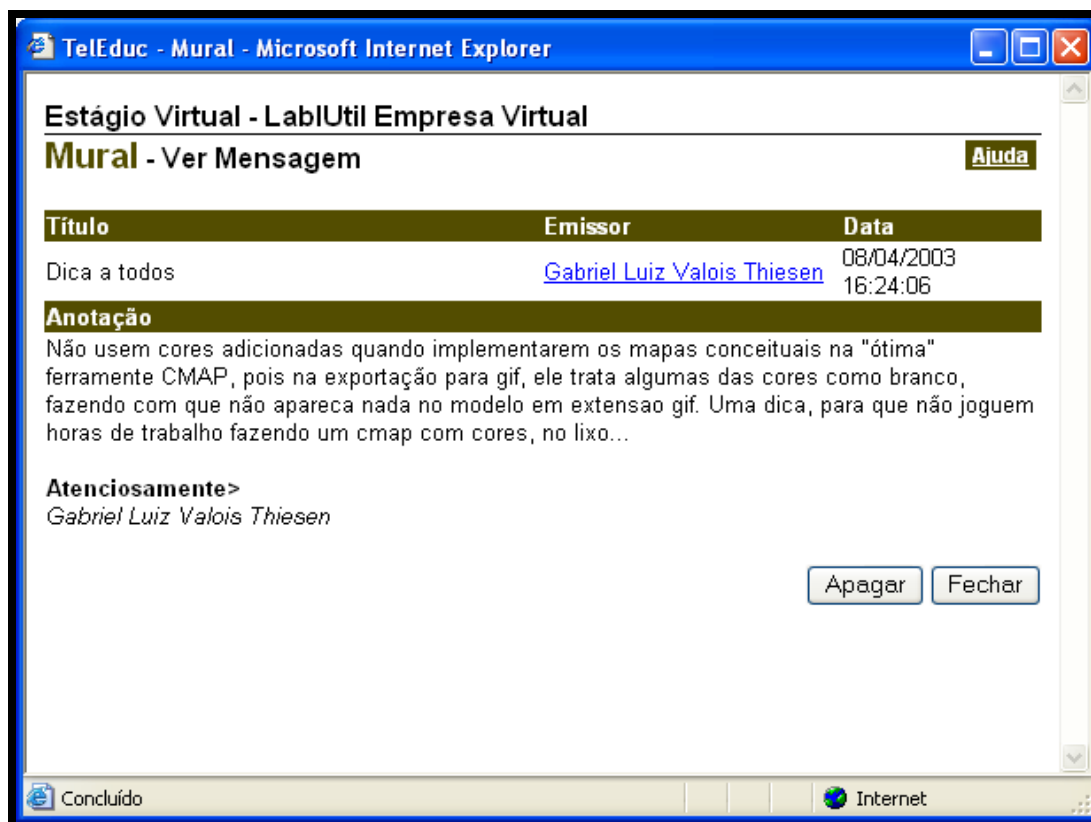 TelEduc - Mural - Microsoft Internet Explorer
Estágio Virtual - LabIUtil Empresa Virtual
Mural - Ver Mensagem
Ajuda
Título Emissor Data
Dica a todos Gabriel Luiz Valois Thiesen 08/04/2003
16:24:06
Anotação
Não usem cores adicionadas quando implementarem os mapas conceituais na "ótima"
ferramente CMAP, pois na exportação para gif, ele trata algumas das cores como branco,
fazendo com que não apareca nada no modelo em extensao gif. Uma dica, para que não joguem
horas de trabalho fazendo um cmap com cores, no lixo...
Atenciosamente>
Gabriel Luiz Valois Thiesen
Apagar Fechar
Concluído Internet